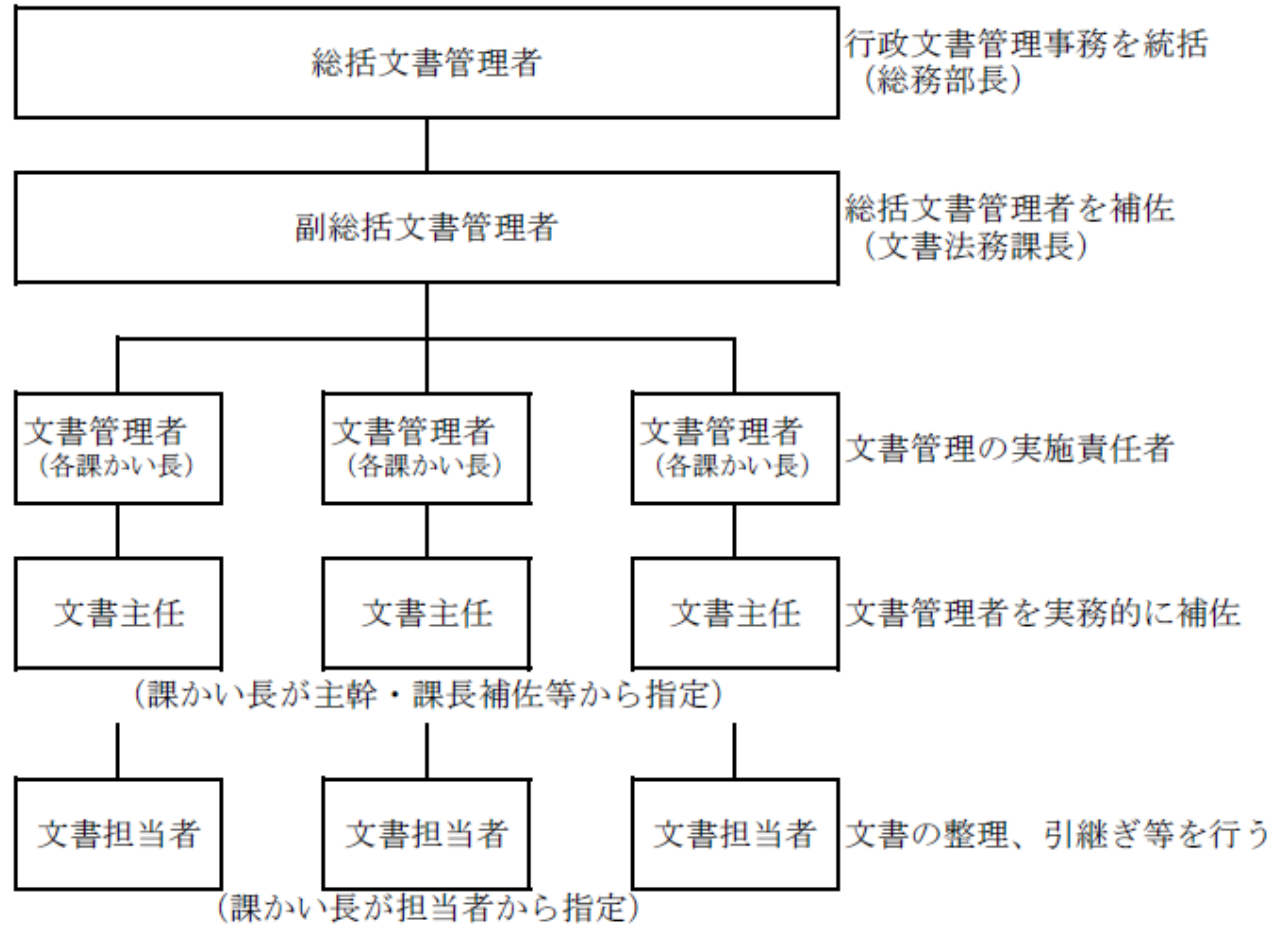 総括文書管理者
行政文書管理事務を統括
（総務部長）
副総括文書管理者
総括文書管理者を補佐
（文書法務課長）
文書管理者
（各課かい長）
文書管理者
（各課かい長）
文書管理者
（各課かい長）
文書管理の実施責任者
文書主任
文書主任
文書主任
文書管理者を実務的に補佐
（課かい長が主幹・課長補佐等から指定）
文書担当者
文書担当者
文書担当者
文書の整理、引継ぎ等を行う
（課かい長が担当者から指定）